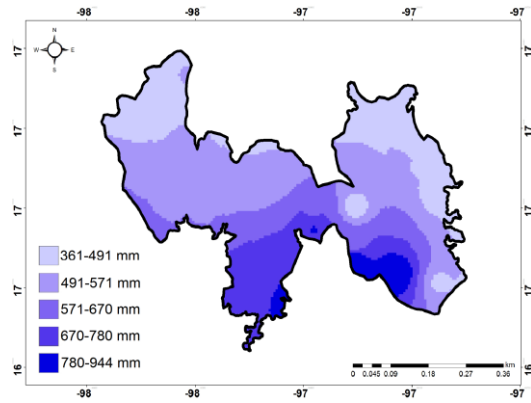 -98 -98 -97 -97
N
W E
S
17 17
17 17
17 17
17 17
16 16
361-491 mm
491-571 mm
571-670 mm
670-780 mm
780-944 mm
km
0 0.045 0.09 0.18 0.27 0.36
-98 -98 -97 -97